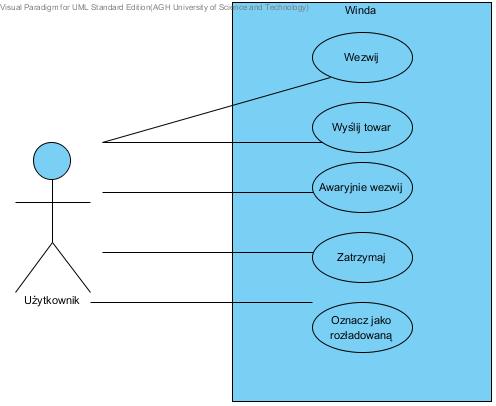 Visual Paradigm for UML Standard Edition(AGH University of Science and Technology)
Winda
Wezwij
Wyślij towar
Awaryjnie wezwij
Zatrzymaj
Użytkownik
Oznacz jako
rozładowaną